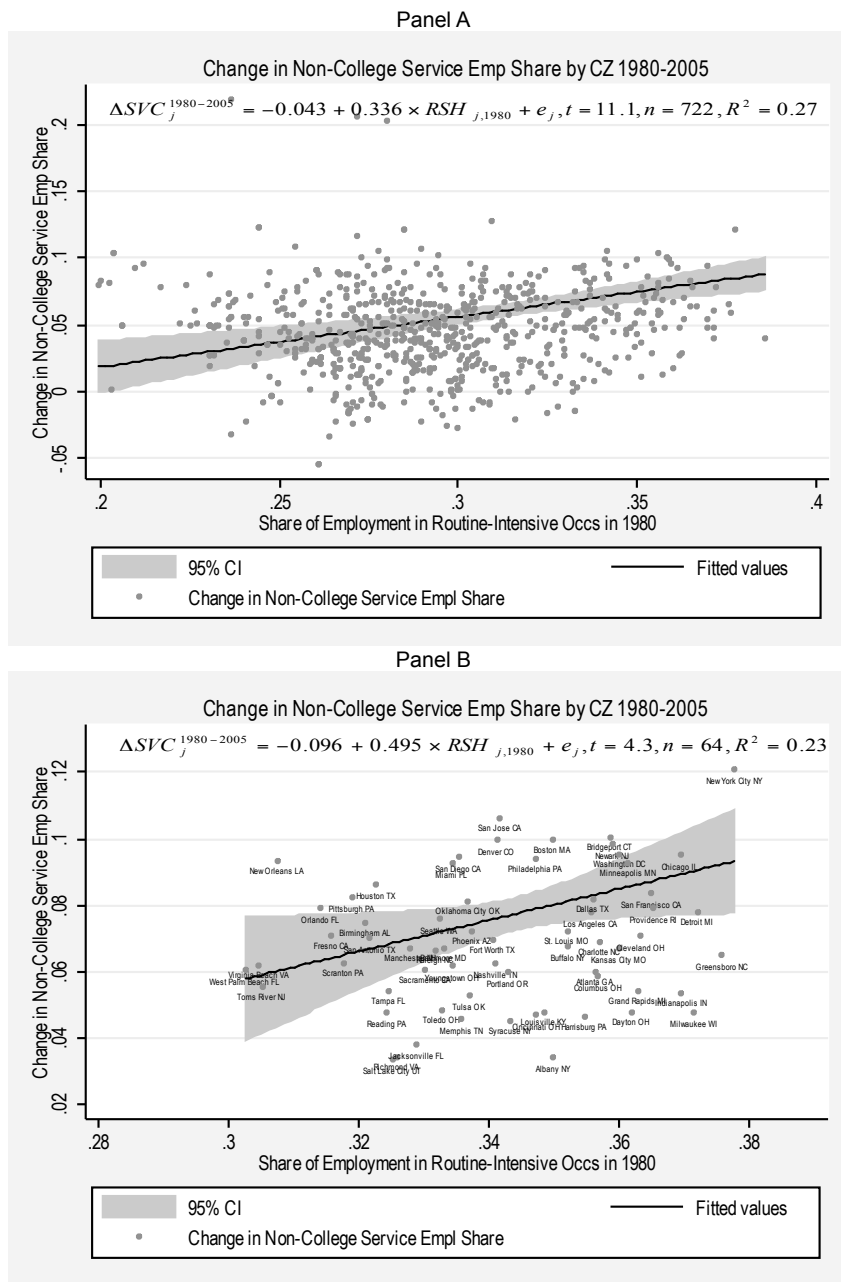 Panel A
Change in Non-College Service Emp Share by CZ 1980-2005
ΔSVC_j^{1980−2005} = −0.043 + 0.336 × RSH_{j,1980} + e_j, t = 11.1, n = 722, R² = 0.27
Change in Non-College Service Emp Share
.2
.15
.1
.05
0
-.05
.2 .25 .3 .35 .4
Share of Employment in Routine-Intensive Occs in 1980
95% CI
Fitted values
Change in Non-College Service Empl Share
Panel B
Change in Non-College Service Emp Share by CZ 1980-2005
ΔSVC_j^{1980−2005} = −0.096 + 0.495 × RSH_{j,1980} + e_j, t = 4.3, n = 64, R² = 0.23
Change in Non-College Service Emp Share
.12
.1
.08
.06
.04
.02
New York City NY
San Jose CA
Denver CO
Boston MA
Bridgeport CT
Newark NJ
Washington DC
Minneapolis MN
Chicago IL
New Orleans LA
San Diego CA
Miami FL
Philadelphia PA
Houston TX
Pittsburgh PA
Orlando FL
Oklahoma City OK
Dallas TX
San Francisco CA
Providence RI
Detroit MI
Birmingham AL
Seattle WA
Los Angeles CA
Fresno CA
San Antonio TX
Phoenix AZ
Fort Worth TX
St. Louis MO
Buffalo NY
Charlotte NC
Cleveland OH
Kansas City MO
Greensboro NC
Scranton PA
Virginia Beach VA
West Palm Beach FL
Toms River NJ
Sacramento CA
Youngstown OH
Nashville TN
Portland OR
Atlanta GA
Columbus OH
Tampa FL
Tulsa OK
Grand Rapids MI
Indianapolis IN
Reading PA
Toledo OH
Memphis TN
Syracuse NY
Cincinnati OH
Louisville KY
Harrisburg PA
Dayton OH
Milwaukee WI
Jacksonville FL
Richmond VA
Salt Lake City UT
Albany NY
.28 .3 .32 .34 .36 .38
Share of Employment in Routine-Intensive Occs in 1980
95% CI
Fitted values
Change in Non-College Service Empl Share